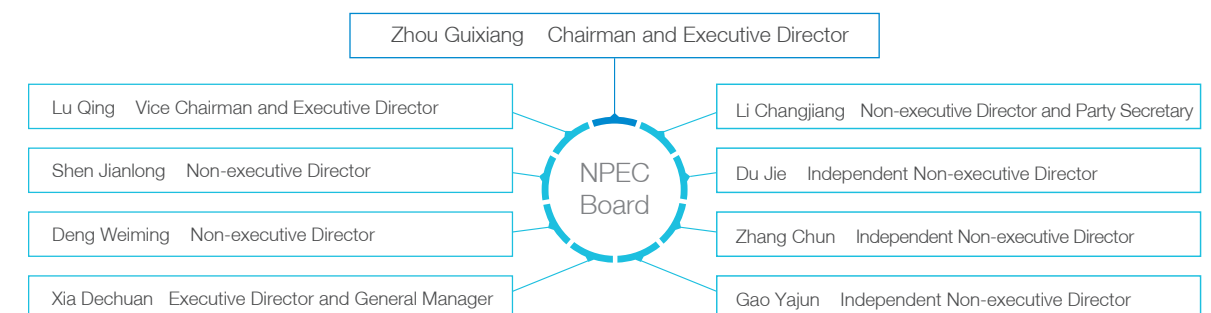 Zhou Guixiang Chairman and Executive Director
Lu Qing Vice Chairman and Executive Director
Shen Jianlong Non-executive Director
Deng Weiming Non-executive Director
Xia Dechuan Executive Director and General Manager
NPEC
Board
Li Changjiang Non-executive Director and Party Secretary
Du Jie Independent Non-executive Director
Zhang Chun Independent Non-executive Director
Gao Yajun Independent Non-executive Director